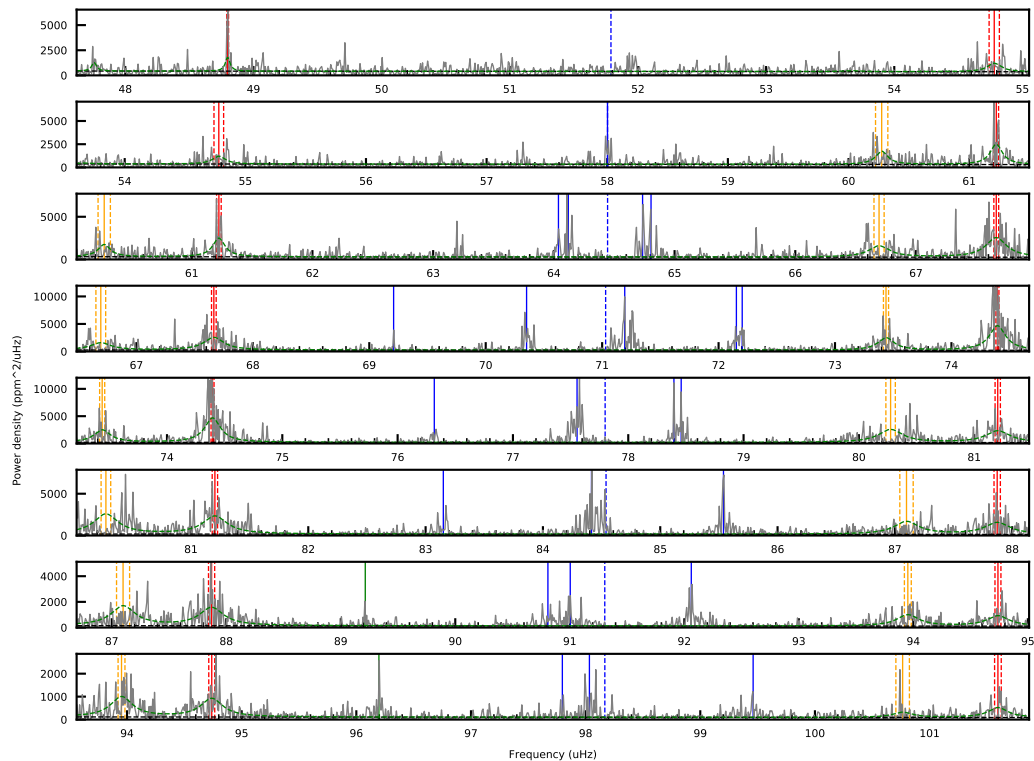 5000
2500
0
48 49 50 51 52 53 54 55
5000
2500
0
54 55 56 57 58 59 60 61
5000
2500
0
61 62 63 64 65 66 67
10000
5000
0
67 68 69 70 71 72 73 74
10000
5000
0
74 75 76 77 78 79 80 81
5000
0
81 82 83 84 85 86 87 88
4000
2000
0
87 88 89 90 91 92 93 94 95
2000
1000
0
94 95 96 97 98 99 100 101
Power density (ppm^2/uHz)
Frequency (uHz)